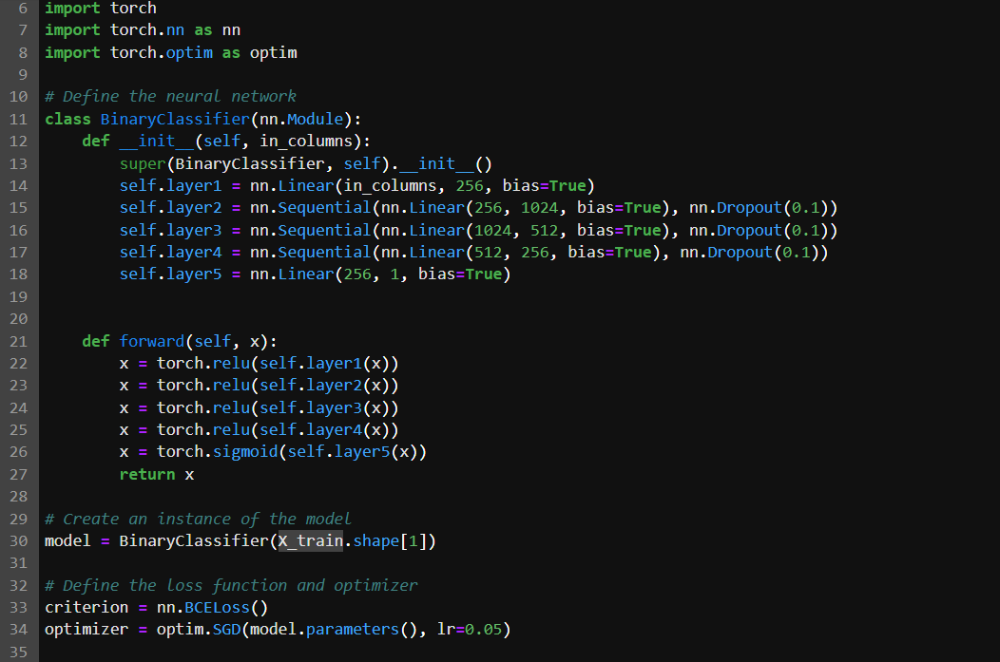 6 import torch
7 import torch.nn as nn
8 import torch.optim as optim
9
10 # Define the neural network
11 class BinaryClassifier(nn.Module):
12     def __init__(self, in_columns):
13         super(BinaryClassifier, self).__init__()
14         self.layer1 = nn.Linear(in_columns, 256, bias=True)
15         self.layer2 = nn.Sequential(nn.Linear(256, 1024, bias=True), nn.Dropout(0.1))
16         self.layer3 = nn.Sequential(nn.Linear(1024, 512, bias=True), nn.Dropout(0.1))
17         self.layer4 = nn.Sequential(nn.Linear(512, 256, bias=True), nn.Dropout(0.1))
18         self.layer5 = nn.Linear(256, 1, bias=True)
19
20
21     def forward(self, x):
22         x = torch.relu(self.layer1(x))
23         x = torch.relu(self.layer2(x))
24         x = torch.relu(self.layer3(x))
25         x = torch.relu(self.layer4(x))
26         x = torch.sigmoid(self.layer5(x))
27         return x
28
29 # Create an instance of the model
30 model = BinaryClassifier(X_train.shape[1])
31
32 # Define the loss function and optimizer
33 criterion = nn.BCELoss()
34 optimizer = optim.SGD(model.parameters(), lr=0.05)
35